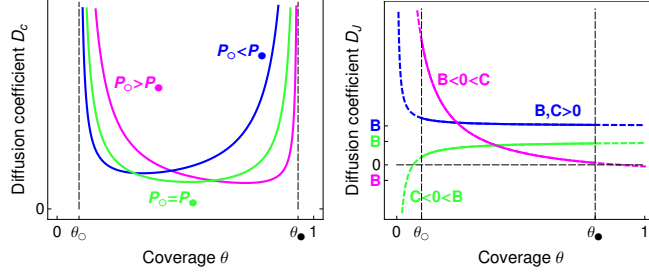 Diffusion coefficient D_C
P○<P●
P○>P●
P○=P●
0
0 θ○ θ● 1
Coverage θ
Diffusion coefficient D_J
B<0<C
B,C>0
B
B
0
B
C<0<B
0 θ○ θ● 1
Coverage θ